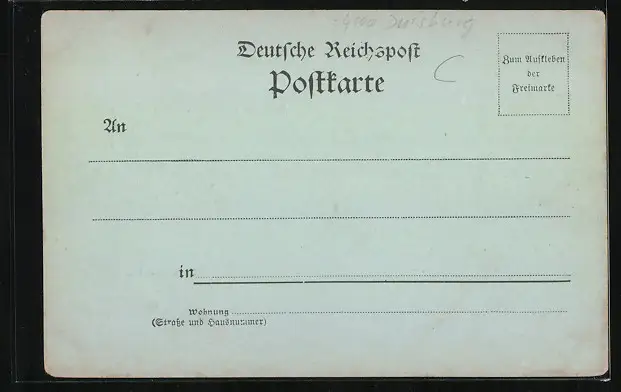 Deutsche Reichspost
Postkarte
Zum Aufkleben
der
Freimarke
An
in
Wohnung
(Straße und Hausnummer)